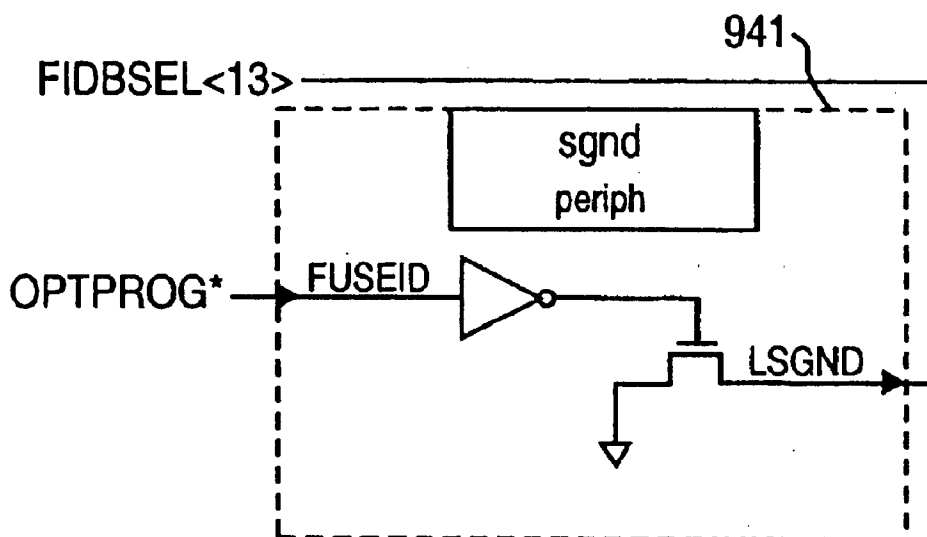 941
FIDBSEL<13>
sgnd
periph
FUSEID
OPTPROG*
LSGND